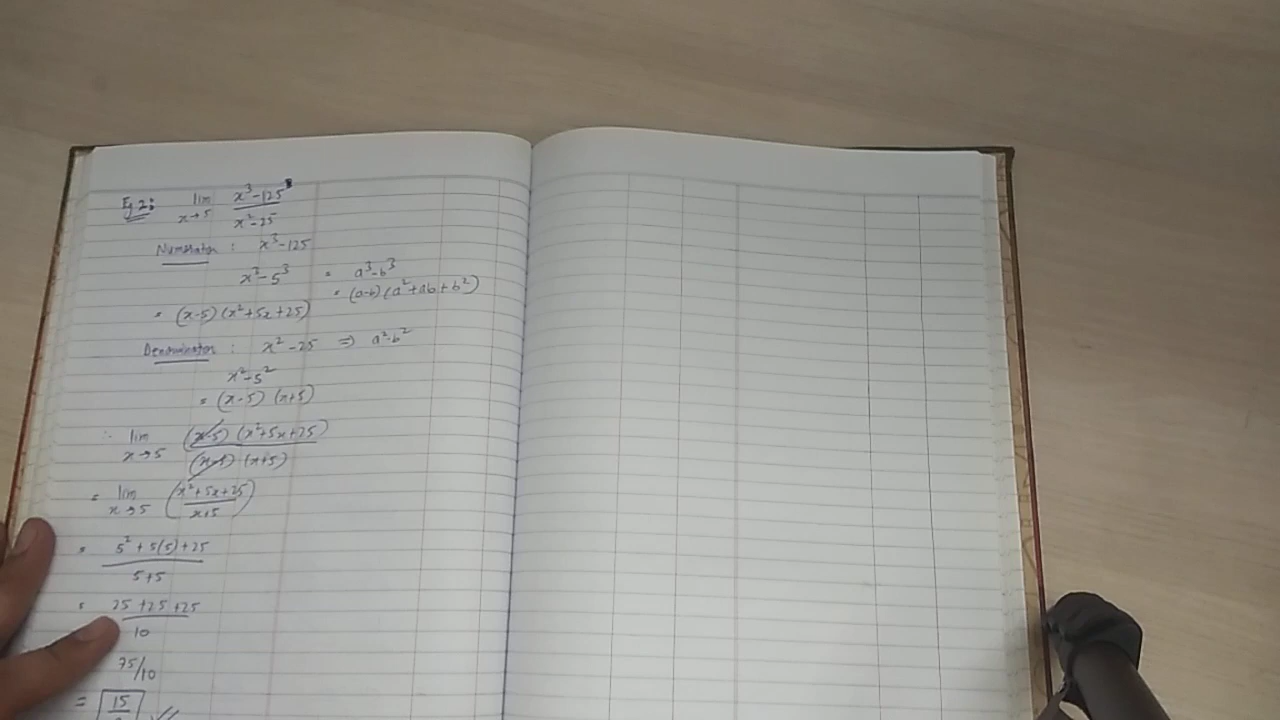 Eg 2: lim x→5 x³-125 / x²-25
Numerator : x³-125
x³-5³ = a³-b³
= (a-b)(a²+ab+b²)
= (x-5)(x²+5x+25)
Denominator : x²-25 ⇒ a²-b²
x²-5²
= (x-5) (x+5)
∴ lim x→5 (x-5) (x²+5x+25) / (x-5) (x+5)
= lim x→5 (x²+5x+25 / x+5)
= 5²+5(5)+25 / 5+5
= 25+25+25 / 10
75/10
= 15